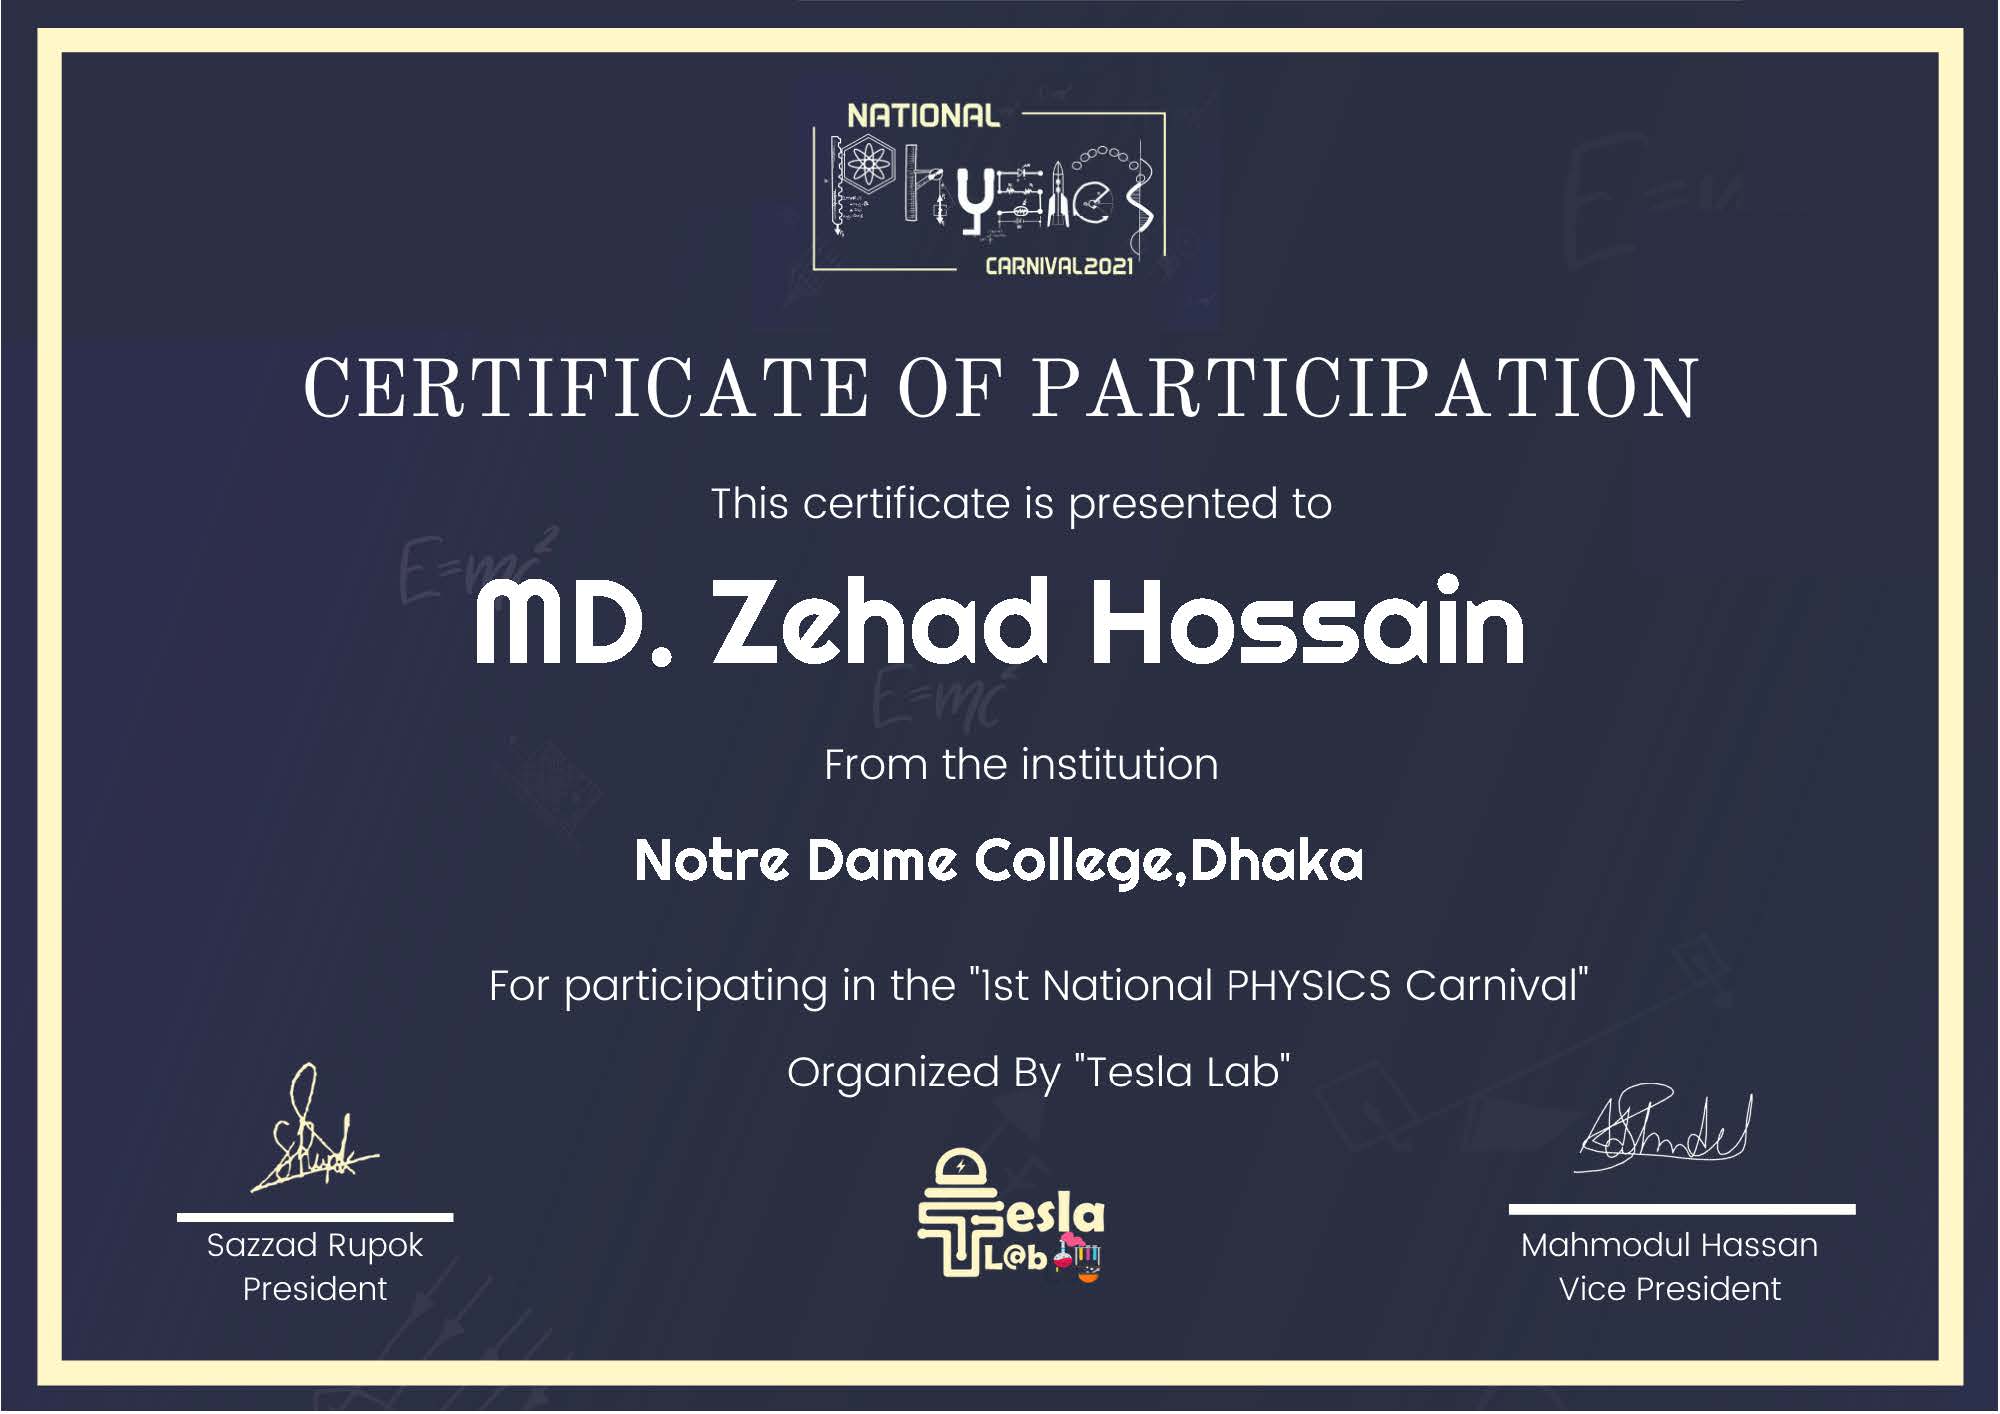 NATIONAL
PhysicS
CARNIVAL2021
CERTIFICATE OF PARTICIPATION
This certificate is presented to
E=mc²
MD. Zehad Hossain
E=mc²
From the institution
Notre Dame College,Dhaka
For participating in the "1st National PHYSICS Carnival"
Organized By "Tesla Lab"
Tesla
L@b
Sazzad Rupok
President
Mahmodul Hassan
Vice President